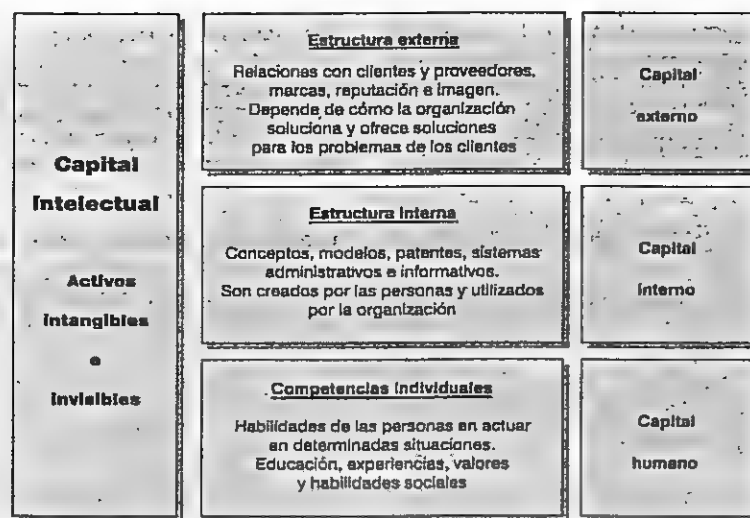 Capital
Intelectual
Activos
intangibles
e
invisibles
Estructura externa
Relaciones con clientes y proveedores,
marcas, reputación e imagen.
Depende de cómo la organización
soluciona y ofrece soluciones
para los problemas de los clientes
Capital
externo
Estructura interna
Conceptos, modelos, patentes, sistemas
administrativos e informativos.
Son creados por las personas y utilizados
por la organización
Capital
interno
Competencias individuales
Habilidades de las personas en actuar
en determinadas situaciones.
Educación, experiencias, valores
y habilidades sociales
Capital
humano